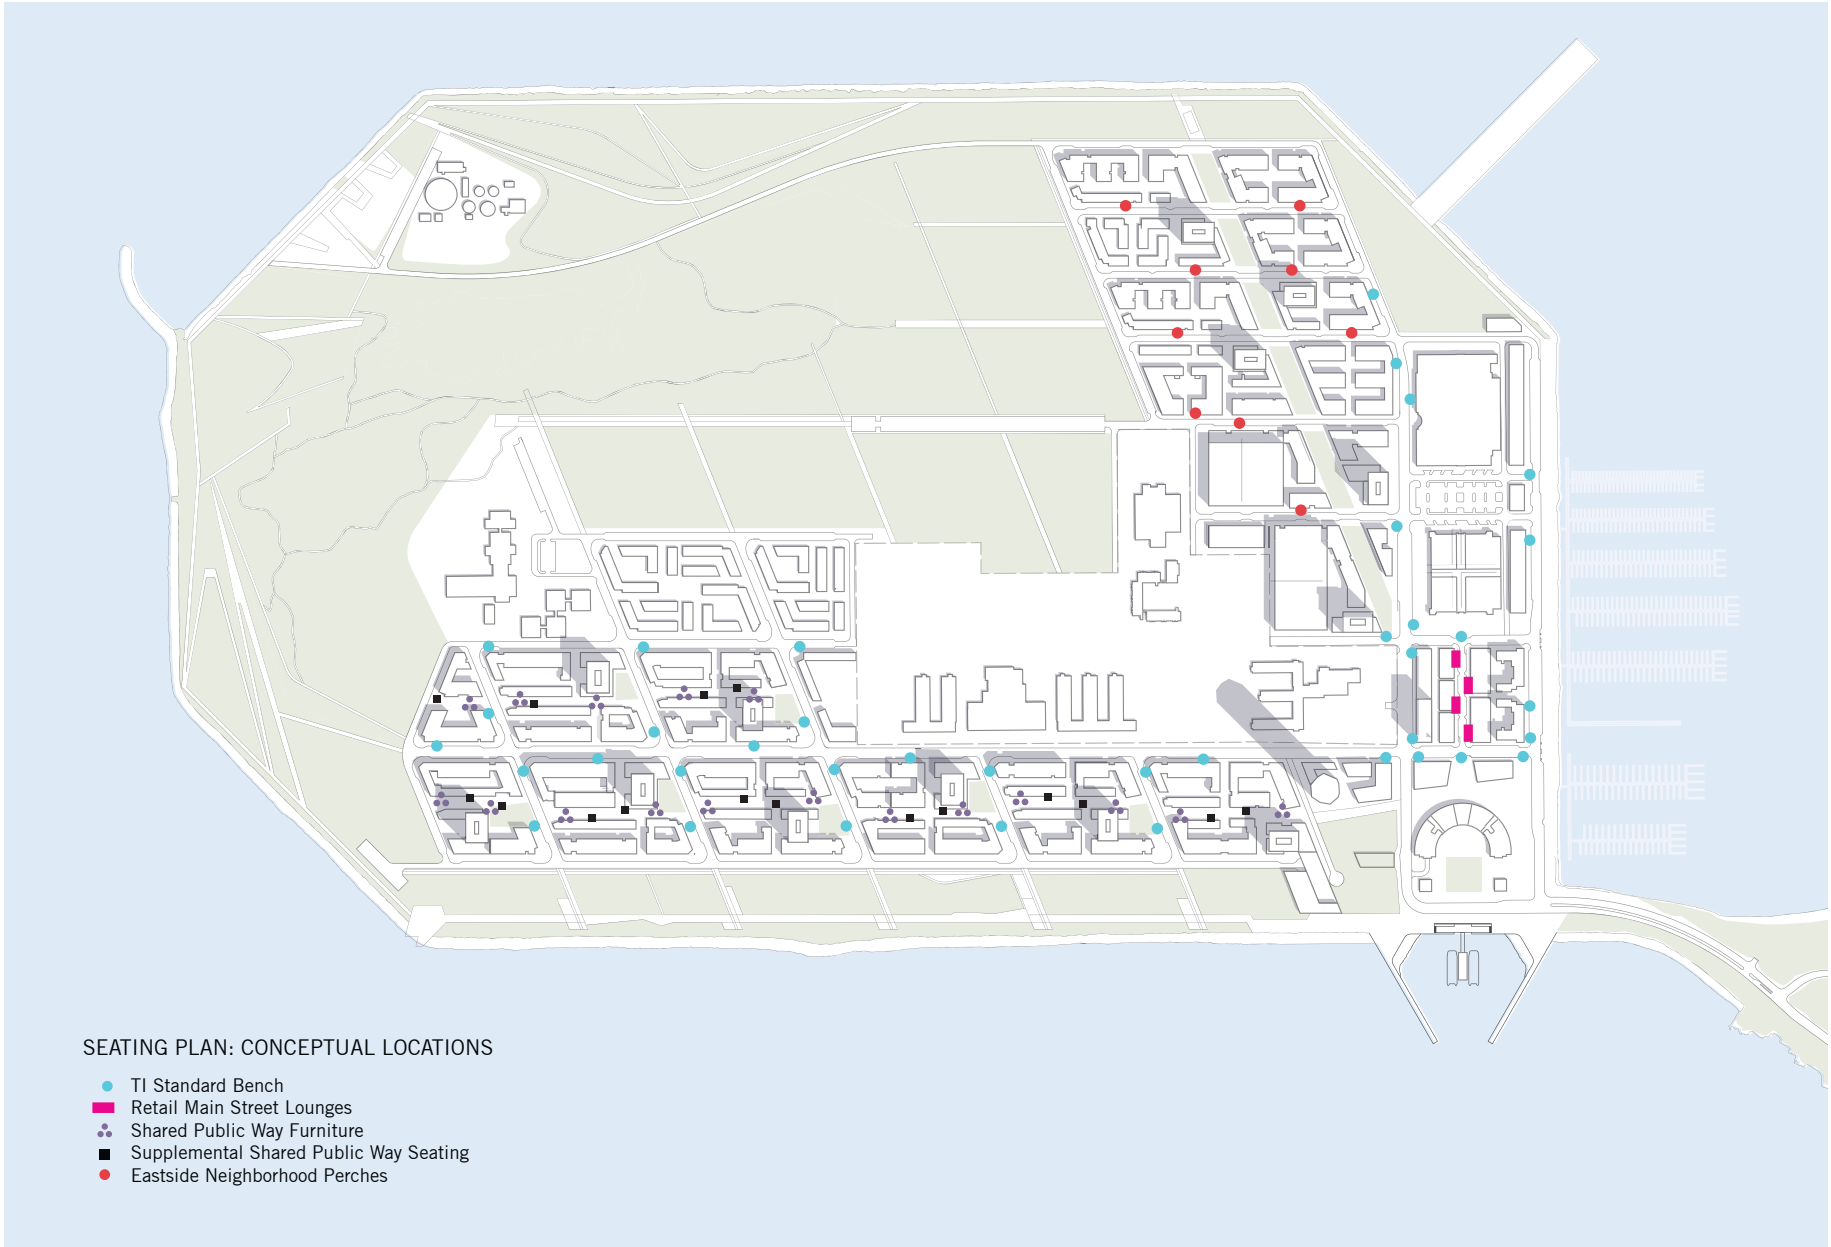 SEATING PLAN: CONCEPTUAL LOCATIONS
TI Standard Bench
Retail Main Street Lounges
Shared Public Way Furniture
Supplemental Shared Public Way Seating
Eastside Neighborhood Perches